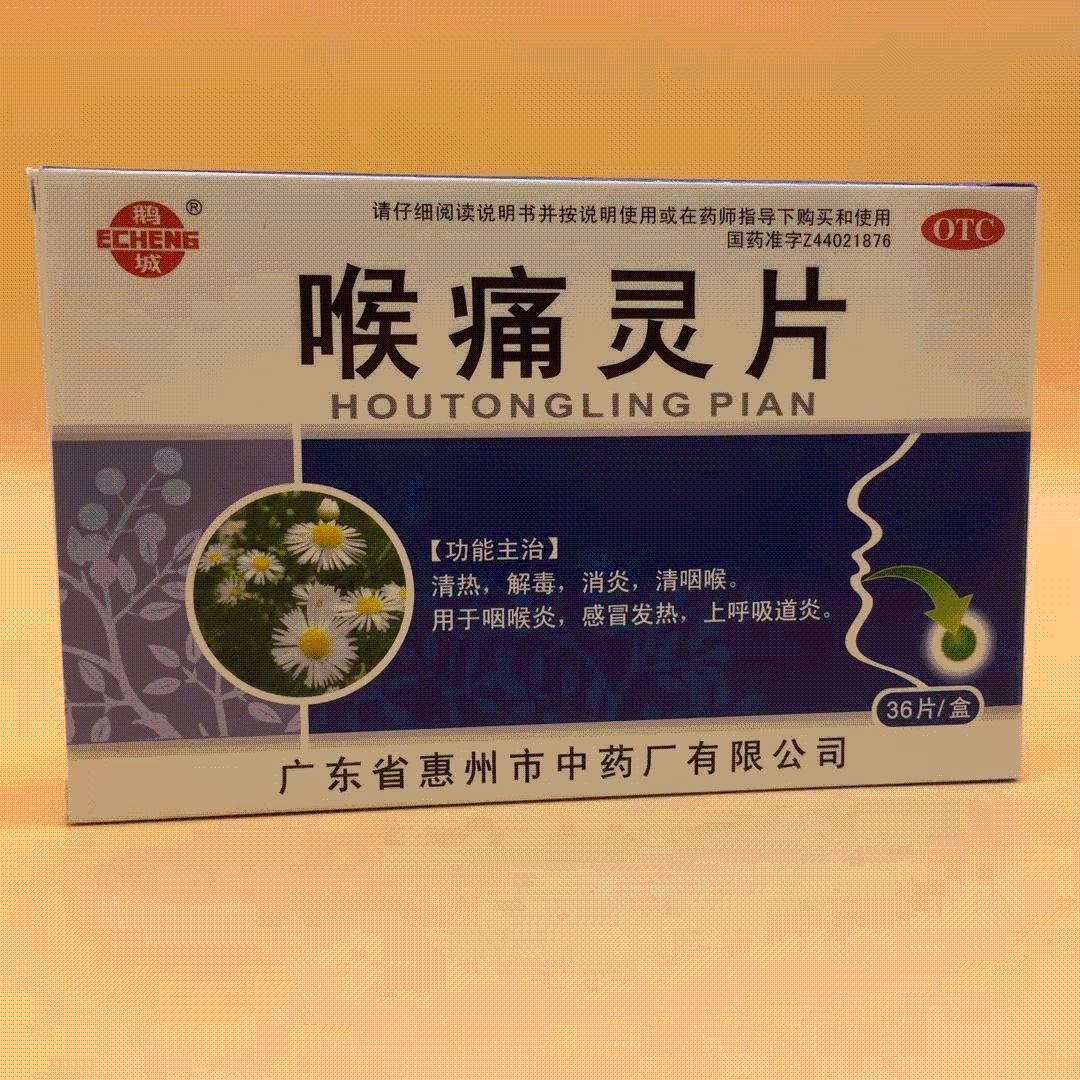 鹅
ECHENG
城
®
请仔细阅读说明书并按说明使用或在药师指导下购买和使用
国药准字Z44021876
OTC
喉痛灵片
HOUTONGLING PIAN
【功能主治】
清热，解毒，消炎，清咽喉。
用于咽喉炎，感冒发热，上呼吸道炎。
36片/盒
广东省惠州市中药厂有限公司